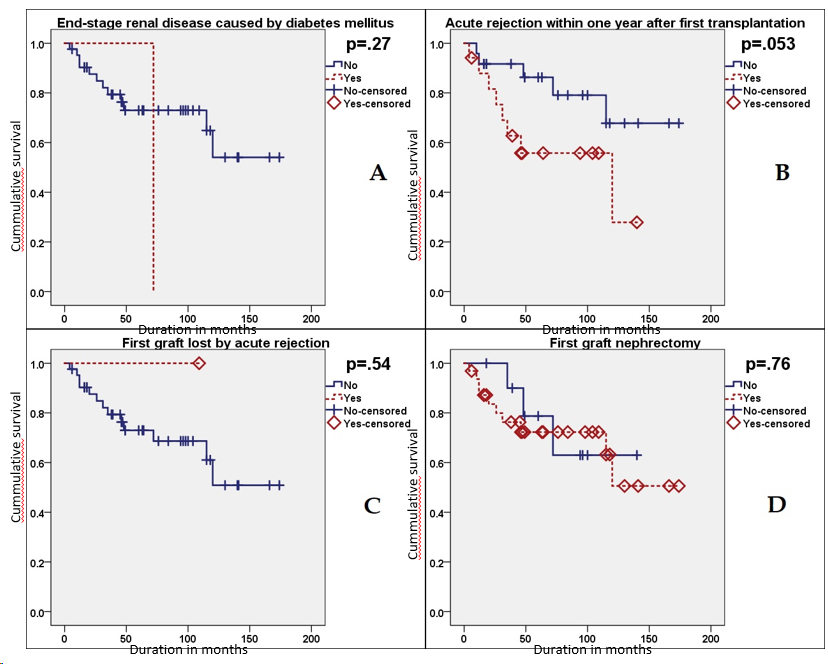 End-stage renal disease caused by diabetes mellitus
p=.27
No
Yes
No-censored
Yes-censored
1.0
0.8
0.6
0.4
0.2
0.0
Cummulative survival
A
0 50 100 150 200
Duration in months
Acute rejection within one year after first transplantation
p=.053
No
Yes
No-censored
Yes-censored
1.0
0.8
0.6
0.4
0.2
0.0
Cummulative survival
B
0 50 100 150 200
Duration in months
First graft lost by acute rejection
p=.54
No
Yes
No-censored
Yes-censored
1.0
0.8
0.6
0.4
0.2
0.0
Cummulative survival
C
0 50 100 150 200
Duration in months
First graft nephrectomy
p=.76
No
Yes
No-censored
Yes-censored
1.0
0.8
0.6
0.4
0.2
0.0
Cummulative survival
D
0 50 100 150 200
Duration in months